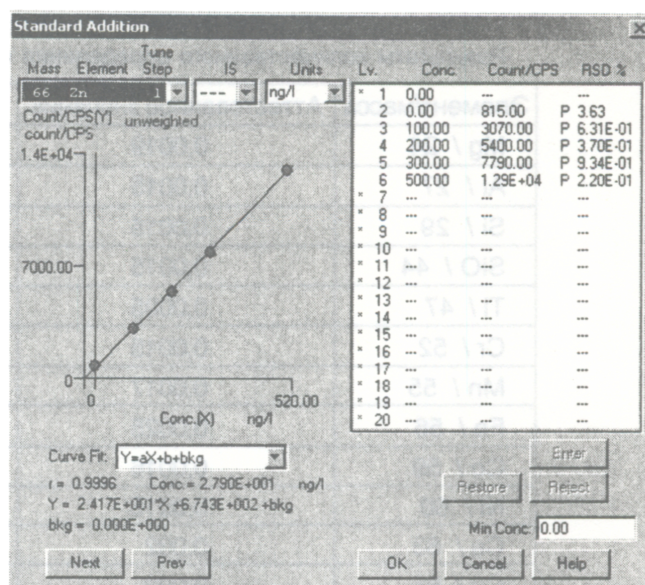 Standard Addition
Mass Element Tune Step IS Units
66 Zn 1 --- ng/l
Count/CPS[Y] unweighted
count/CPS
1.4E+04
7000.00
0
0 520.00
Conc.[X] ng/l
Lv. Conc. Count/CPS RSD %
* 1 0.00 --- ---
2 0.00 815.00 P 3.63
3 100.00 3070.00 P 6.31E-01
4 200.00 5400.00 P 3.70E-01
5 300.00 7790.00 P 9.34E-01
6 500.00 1.29E+04 P 2.20E-01
* 7 --- --- ---
* 8 --- --- ---
* 9 --- --- ---
* 10 --- --- ---
* 11 --- --- ---
* 12 --- --- ---
* 13 --- --- ---
* 14 --- --- ---
* 15 --- --- ---
* 16 --- --- ---
* 17 --- --- ---
* 18 --- --- ---
* 19 --- --- ---
* 20 --- --- ---
Curve Fit: Y=aX+b+bkg
r = 0.9996 Conc = 2.790E+001 ng/l
Y = 2.417E+001*X +6.743E+002 +bkg
bkg = 0.000E+000
Enter
Restore Reject
Min Conc: 0.00
Next Prev OK Cancel Help